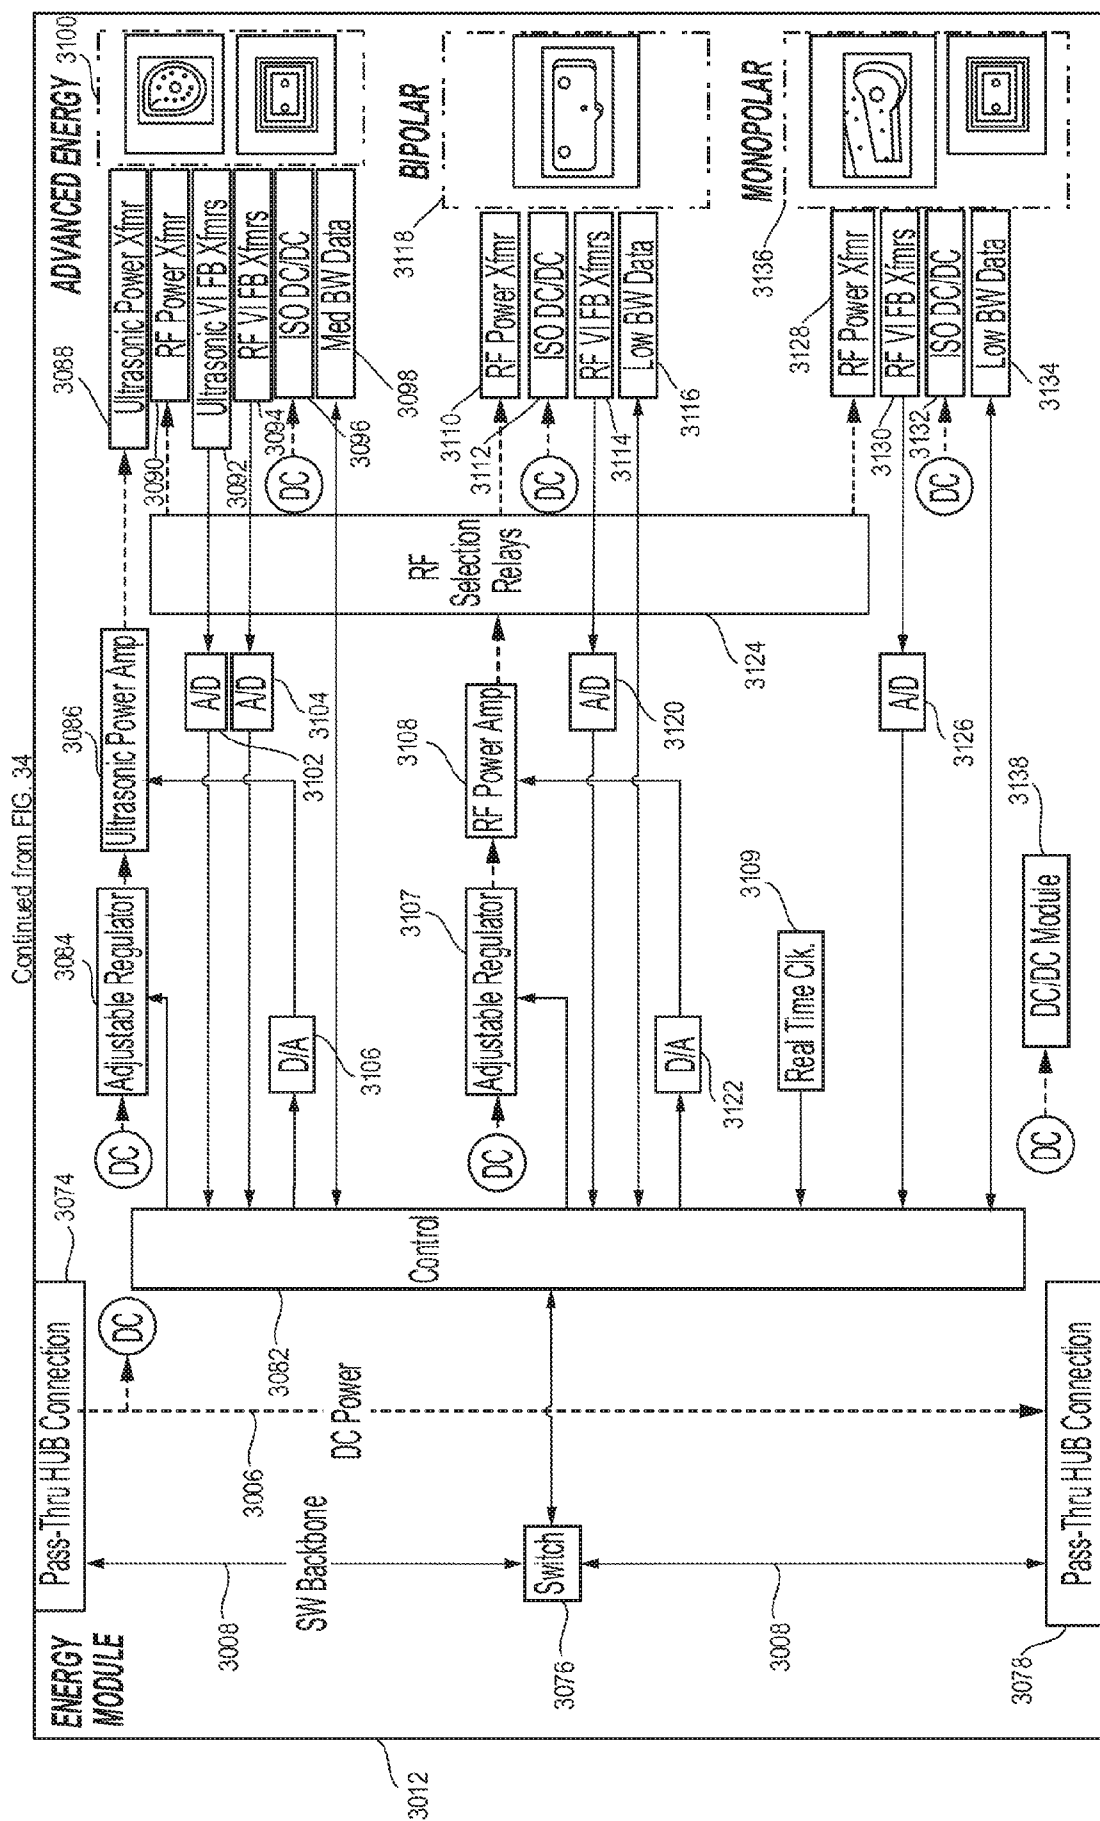 Continued from FIG. 34
ENERGY
MODULE
3012
Pass-Thru HUB Connection
3074
3008
SW Backbone
3006
DC Power
DC
Switch
3076
3008
Pass-Thru HUB Connection
3078
Control
3082
DC
Adjustable Regulator
3084
Ultrasonic Power Amp
3086
D/A
3106
A/D
3102
A/D
3104
DC
Adjustable Regulator
3107
RF Power Amp
3108
D/A
3122
A/D
3120
Real Time Clk.
3109
A/D
3126
DC
DC/DC Module
3138
RF
Selection
Relays
3124
ADVANCED ENERGY
3100
3088
Ultrasonic Power Xfmr
3090
RF Power Xfmr
3092
Ultrasonic VI FB Xfmrs
3094
RF VI FB Xfmrs
DC
3096
ISO DC/DC
3098
Med BW Data
BIPOLAR
3118
3110
RF Power Xfmr
3112
DC
ISO DC/DC
3114
RF VI FB Xfmrs
3116
Low BW Data
MONOPOLAR
3136
3128
RF Power Xfmr
3130
RF VI FB Xfmrs
3132
DC
ISO DC/DC
3134
Low BW Data